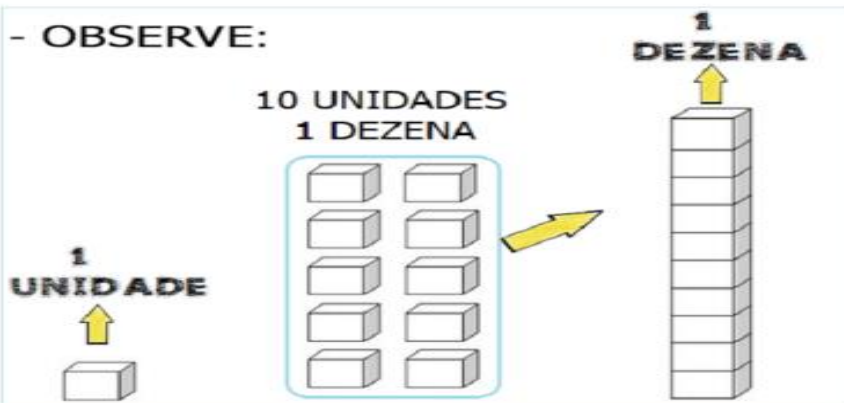 - OBSERVE:
1
DEZENA
10 UNIDADES
1 DEZENA
1
UNIDADE